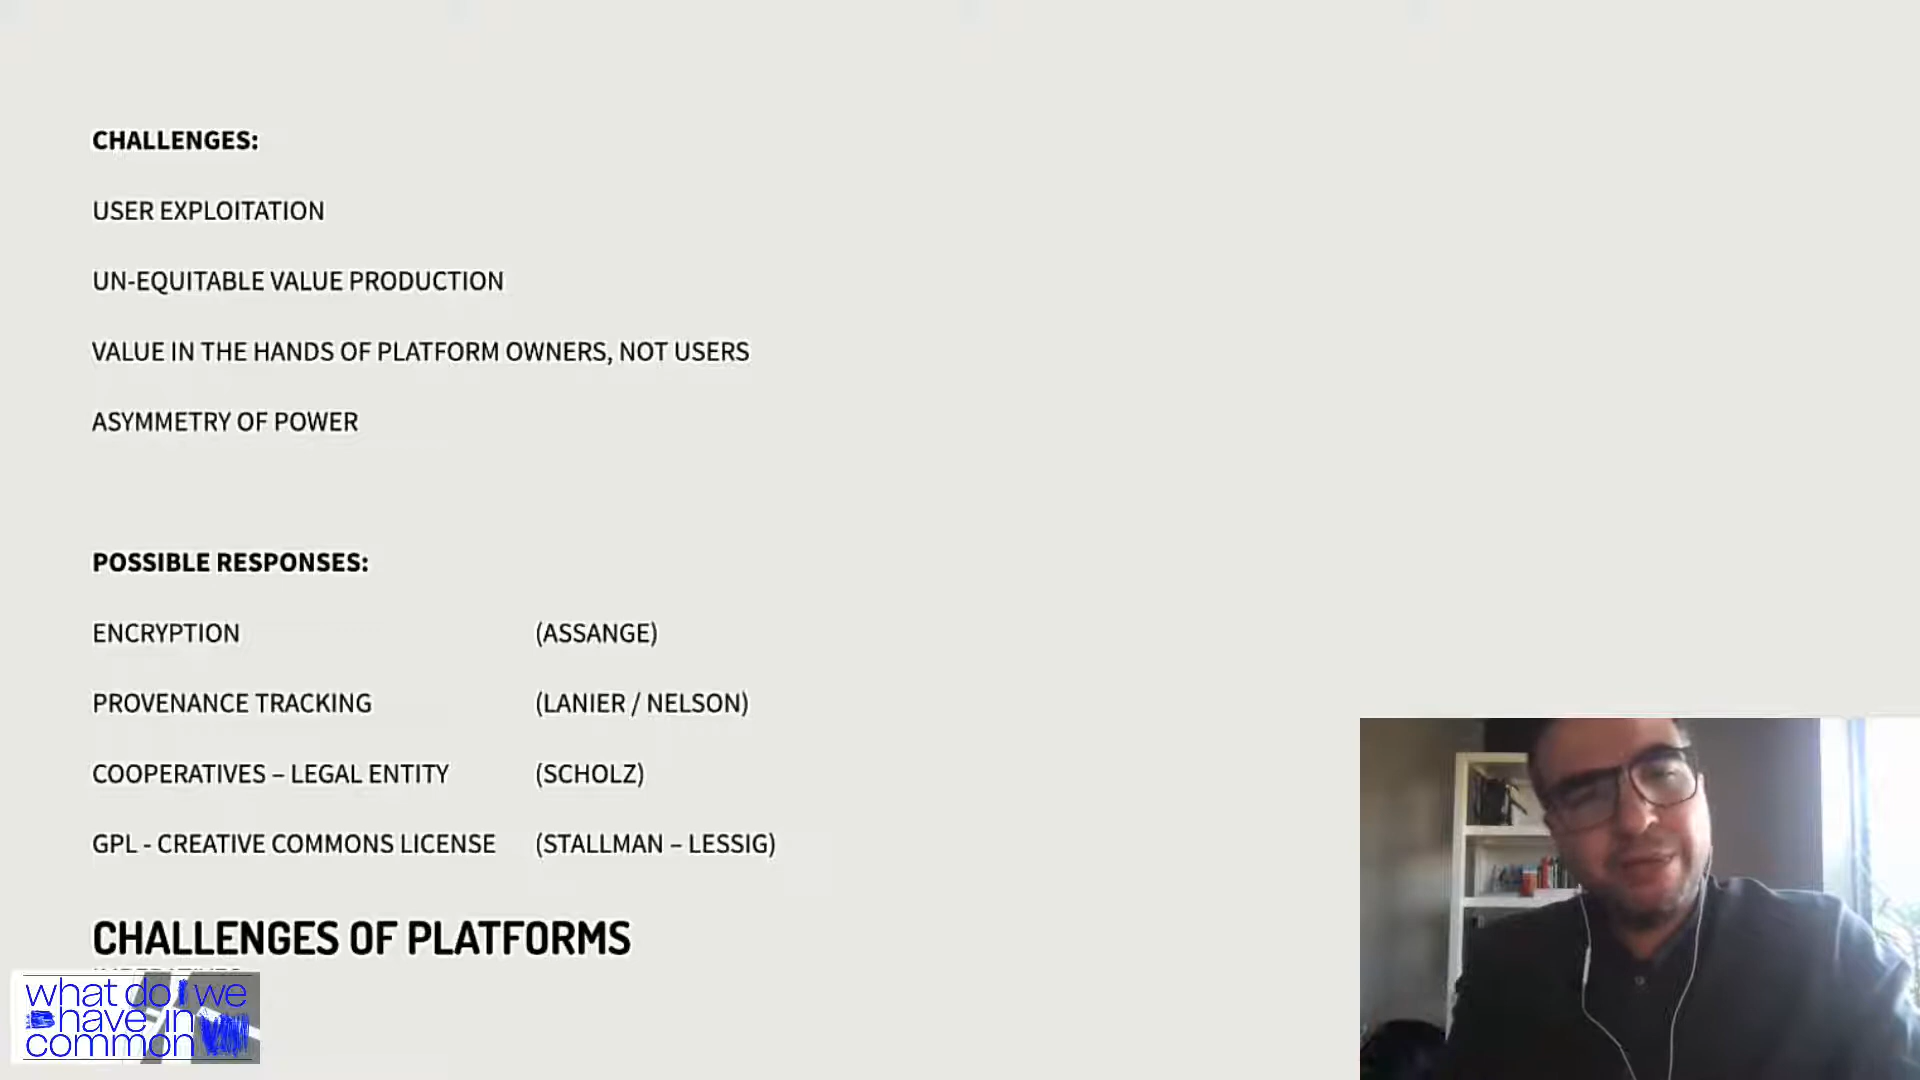 CHALLENGES:
USER EXPLOITATION
UN-EQUITABLE VALUE PRODUCTION
VALUE IN THE HANDS OF PLATFORM OWNERS, NOT USERS
ASYMMETRY OF POWER
POSSIBLE RESPONSES:
ENCRYPTION (ASSANGE)
PROVENANCE TRACKING (LANIER / NELSON)
COOPERATIVES – LEGAL ENTITY (SCHOLZ)
GPL - CREATIVE COMMONS LICENSE (STALLMAN – LESSIG)
CHALLENGES OF PLATFORMS
what do we
have in
common